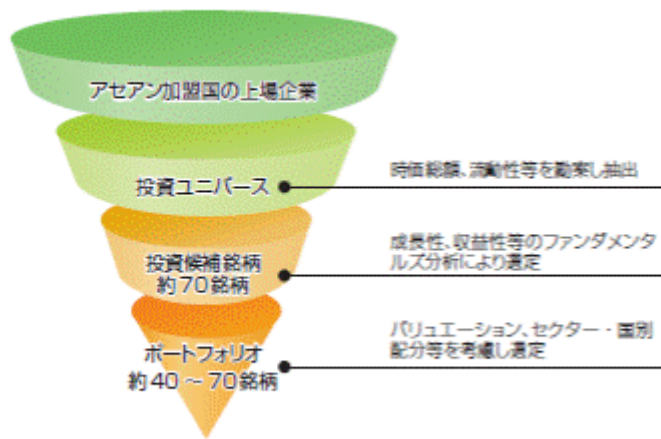 アセアン加盟国の上場企業
投資ユニバース
時価総額、流動性等を勘案し抽出
投資候補銘柄
約70銘柄
成長性、収益性等のファンダメンタ
ルズ分析により選定
ポートフォリオ
約40～70銘柄
バリュエーション、セクター・国別
配分等を考慮し選定